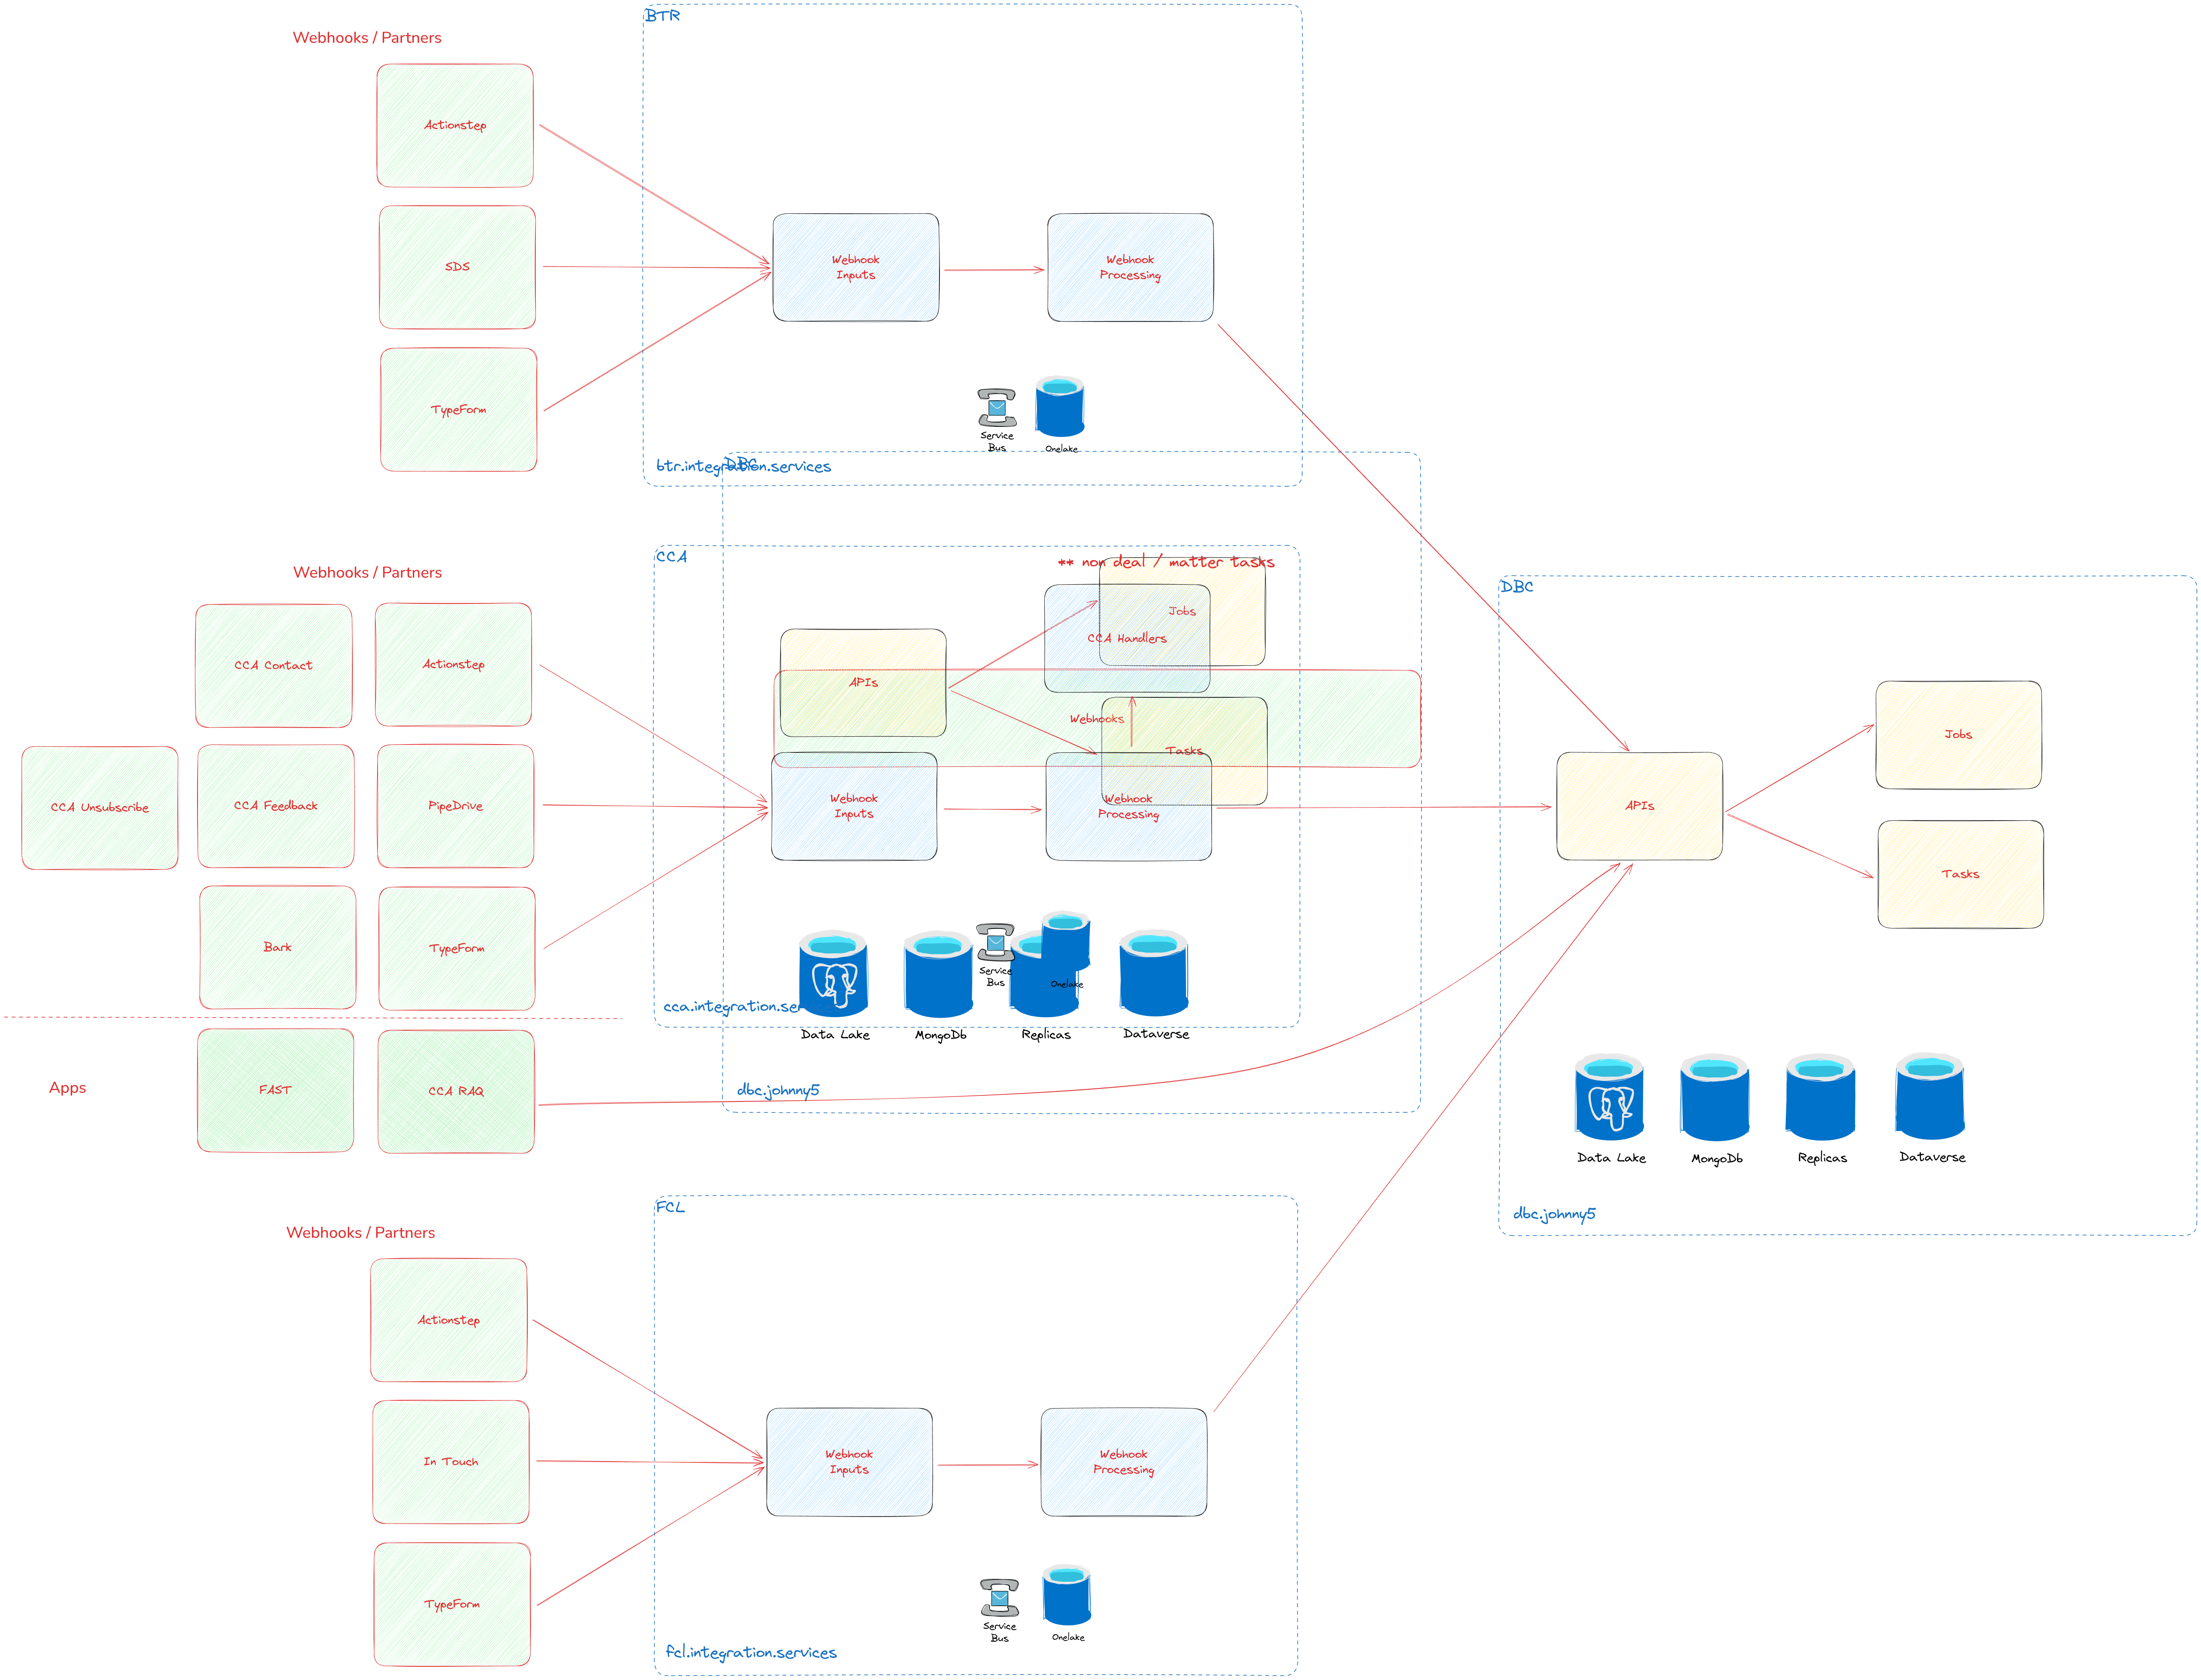 BTR
Webhooks / Partners
Actionstep
SDS
TypeForm
Webhook
Inputs
Webhook
Processing
Service
Bus
Onelake
btr.integration.services
DBC
CCA
** non deal / matter tasks
Webhooks / Partners
CCA Contact
Actionstep
CCA Unsubscribe
CCA Feedback
PipeDrive
Bark
TypeForm
Jobs
CCA Handlers
APIs
Webhooks
Tasks
Webhook
Inputs
Webhook
Processing
Service
Bus
Onelake
cca.integration.ser
Data Lake
MongoDb
Replicas
Dataverse
dbc.johnny5
Apps
FAST
CCA RAQ
DBC
APIs
Jobs
Tasks
Data Lake
MongoDb
Replicas
Dataverse
dbc.johnny5
FCL
Webhooks / Partners
Actionstep
In Touch
TypeForm
Webhook
Inputs
Webhook
Processing
Service
Bus
Onelake
fcl.integration.services